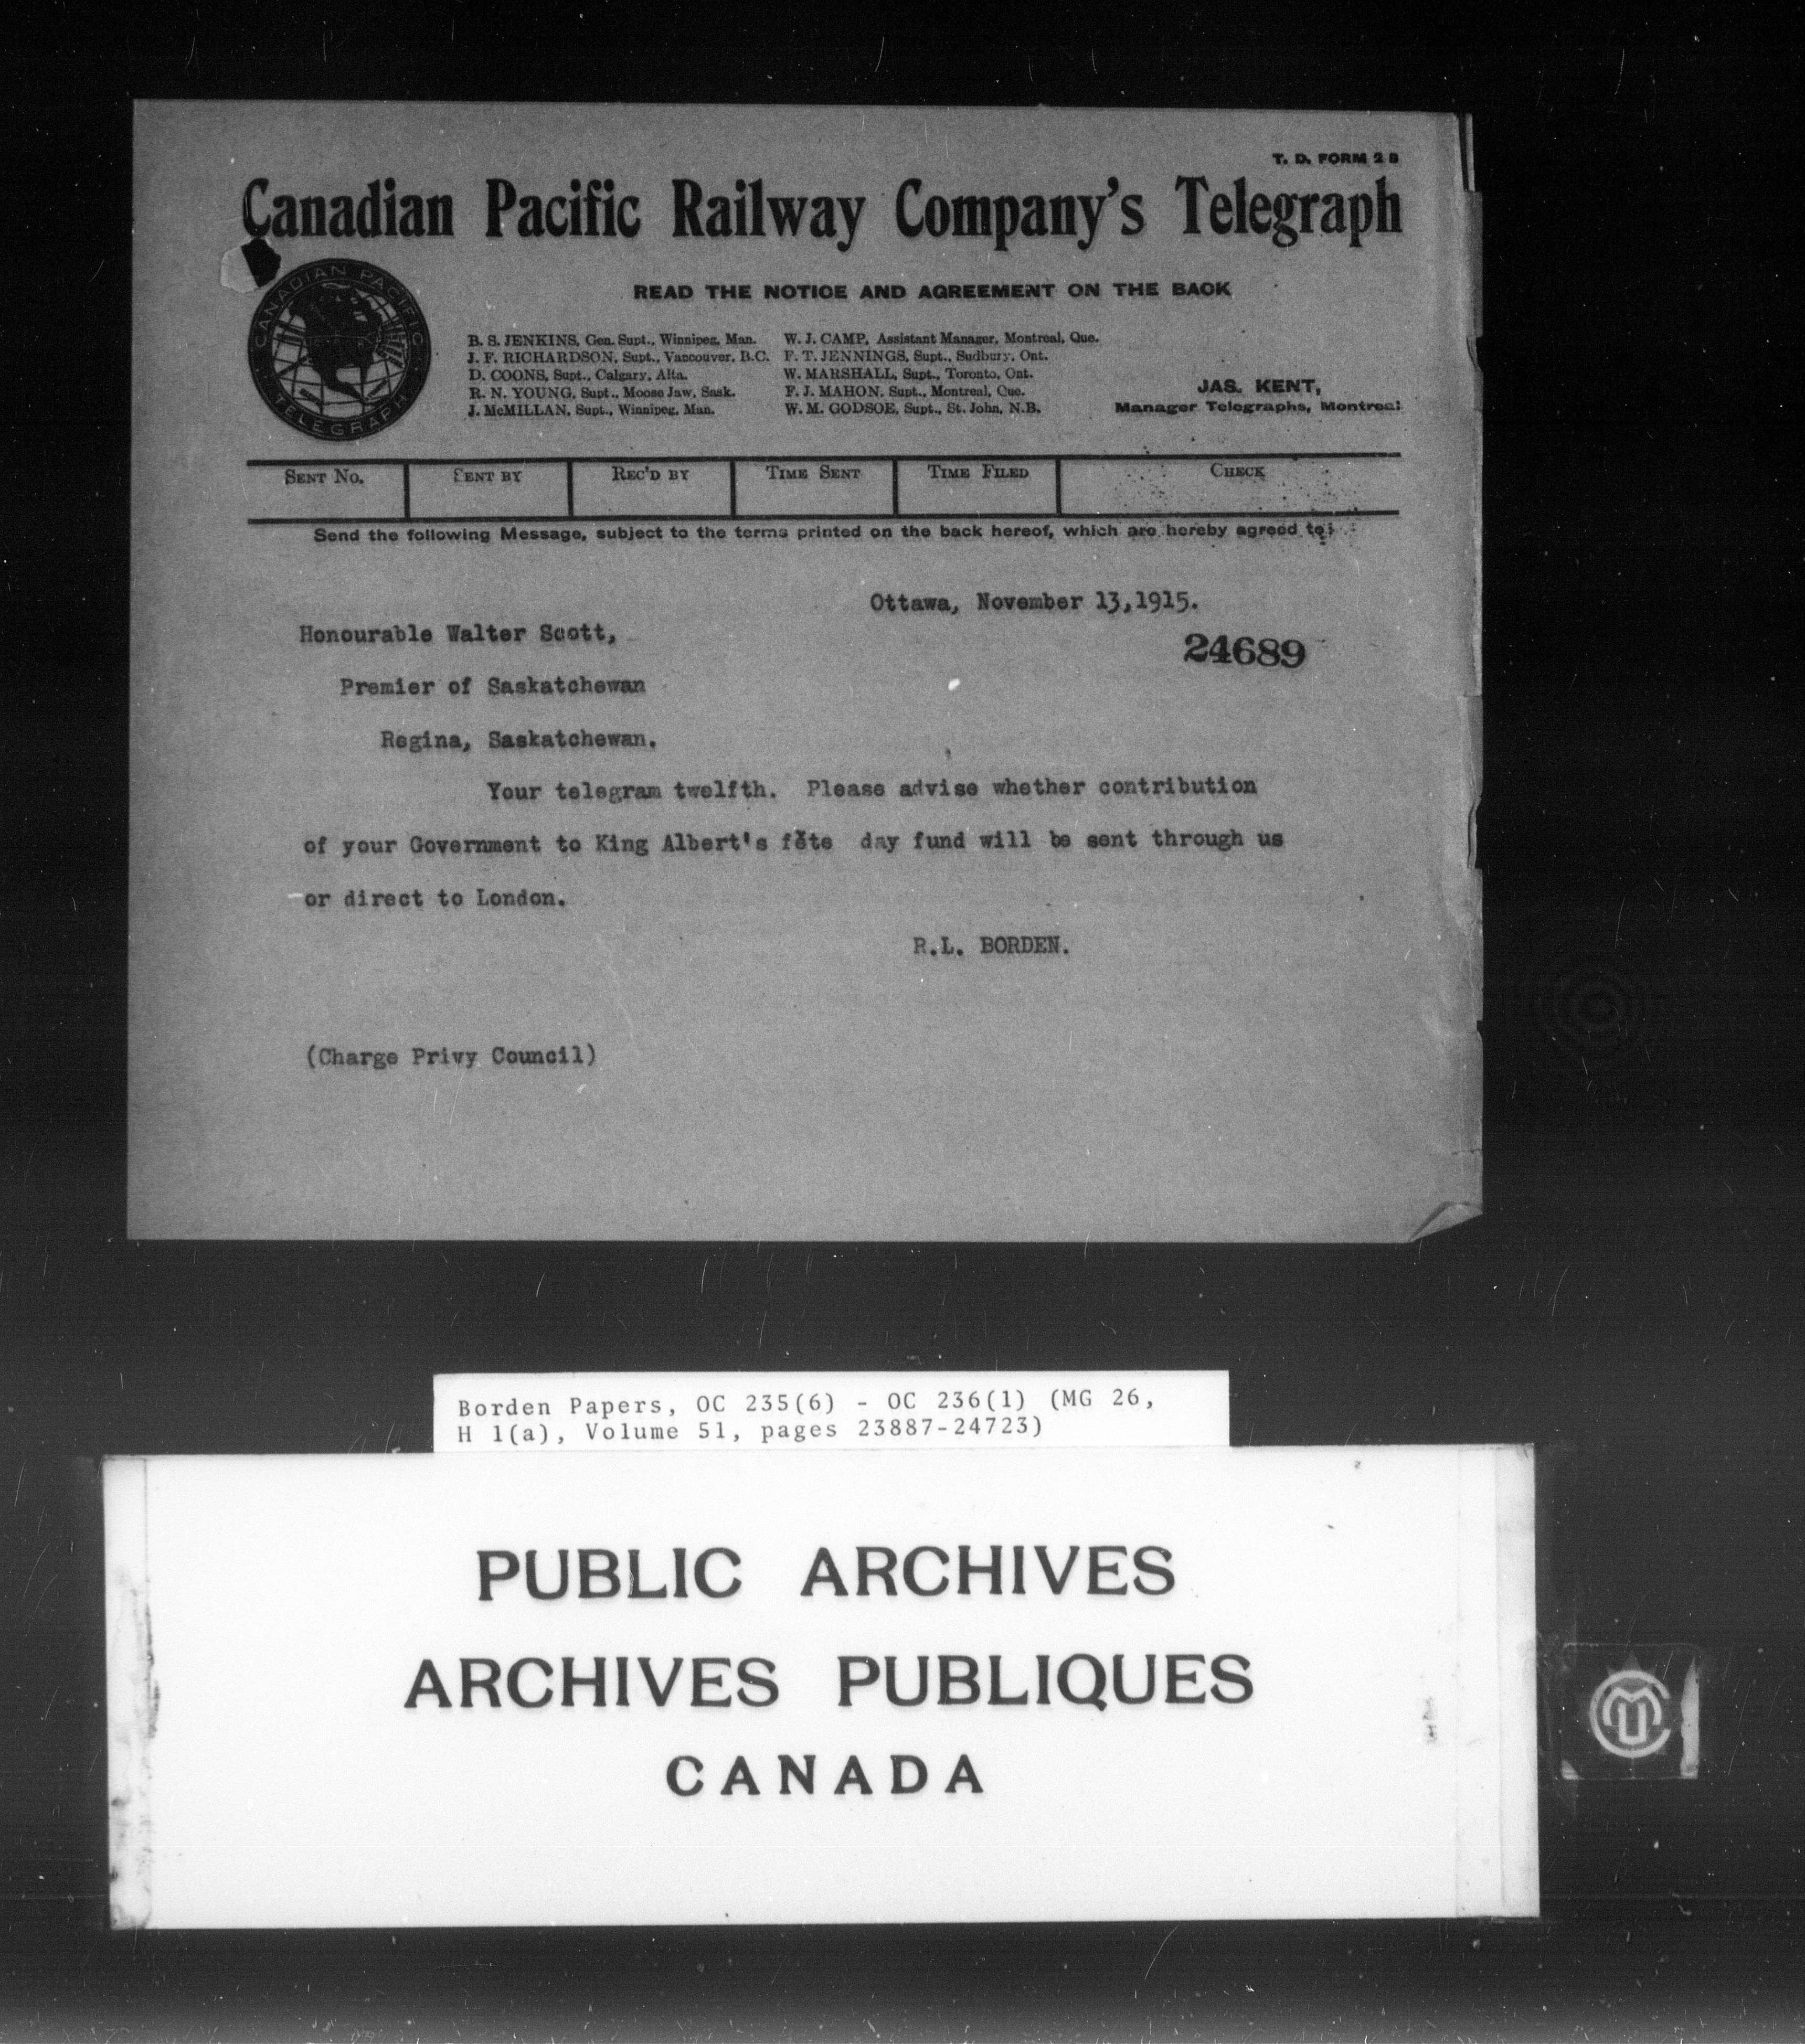 T. D. FORM 2 B
Canadian Pacific Railway Company's Telegraph
READ THE NOTICE AND AGREEMENT ON THE BACK
CANADIAN PACIFIC
TELEGRAPH
B. S. JENKINS, Gen. Supt., Winnipeg, Man.
J. F. RICHARDSON, Supt., Vancouver, B.C.
D. COONS, Supt., Calgary, Alta.
R. N. YOUNG, Supt., Moose Jaw, Sask.
J. McMILLAN, Supt., Winnipeg, Man.
W. J. CAMP, Assistant Manager, Montreal, Que.
F. T. JENNINGS, Supt., Sudbury, Ont.
W. MARSHALL, Supt., Toronto, Ont.
F. J. MAHON, Supt., Montreal, Que.
W. M. GODSOE, Supt., St. John, N.B.
JAS. KENT,
Manager Telegraphs, Montreal
SENT NO. SENT BY REC'D BY TIME SENT TIME FILED CHECK
Send the following Message, subject to the terms printed on the back hereof, which are hereby agreed to:
Ottawa, November 13,1915.
Honourable Walter Scott,
24689
Premier of Saskatchewan
Regina, Saskatchewan.
Your telegram twelfth. Please advise whether contribution
of your Government to King Albert's fête day fund will be sent through us
or direct to London.
R.L. BORDEN.
(Charge Privy Council)
Borden Papers, OC 235(6) - OC 236(1) (MG 26,
H 1(a), Volume 51, pages 23887-24723)
PUBLIC ARCHIVES
ARCHIVES PUBLIQUES
CANADA